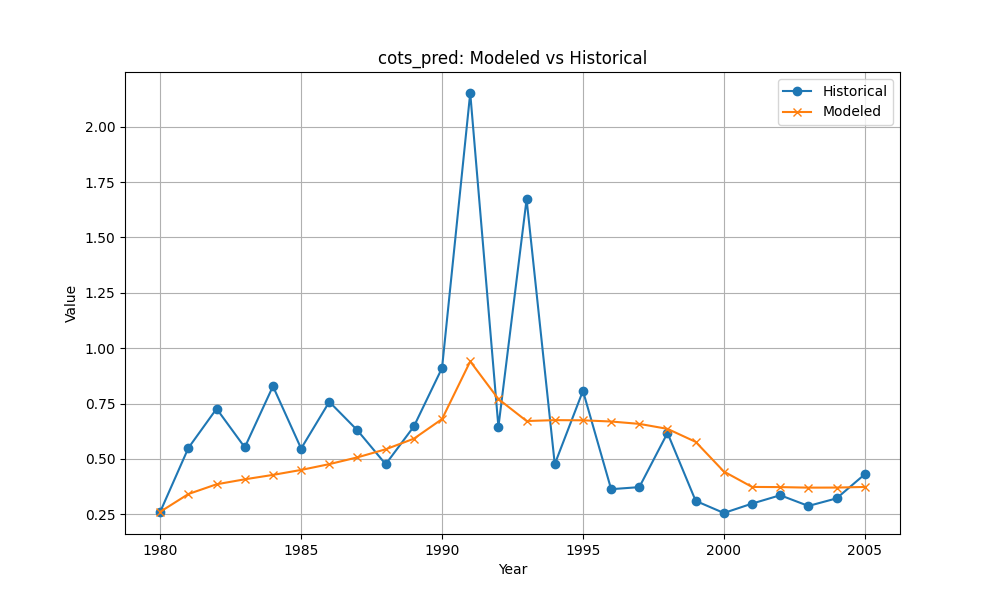 cots_pred: Modeled vs Historical
Historical
Modeled
Value
2.00
1.75
1.50
1.25
1.00
0.75
0.50
0.25
1980 1985 1990 1995 2000 2005
Year